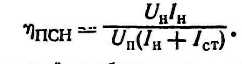 η_ПСН = U_н I_н / U_п (I_н + I_ст).